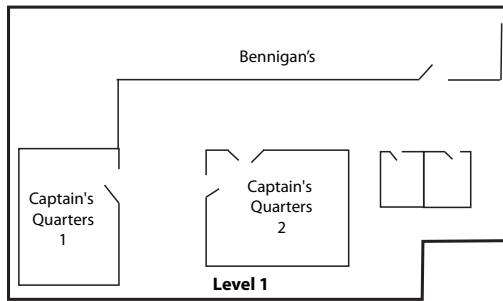 Bennigan's
Captain's
Quarters
1
Captain's
Quarters
2
Level 1